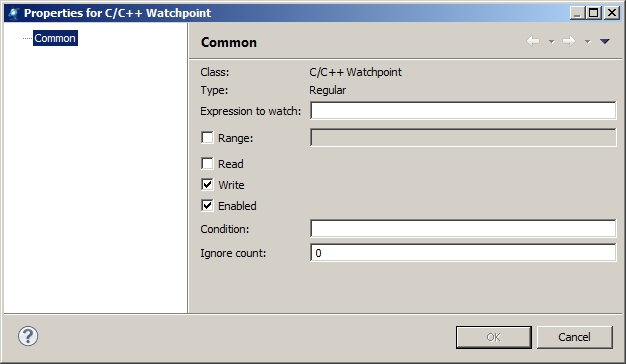 Properties for C/C++ Watchpoint
Common
Common
Class: C/C++ Watchpoint
Type: Regular
Expression to watch:
Range:
Read
Write
Enabled
Condition:
Ignore count: 0
?
OK Cancel